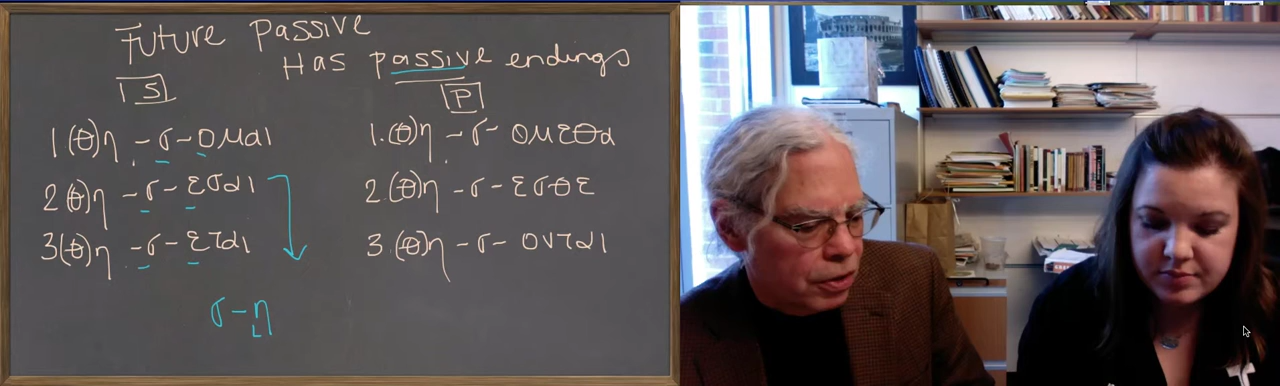 Future Passive
Has passive endings
S
P
1 (θ)η -σ-ομαι
1. (θ)η -σ- ομεθα
2 (θ)η -σ-εσαι
2. (θ)η -σ-εσθε
3 (θ)η -σ-εται
3. (θ)η -σ- ονται
σ-η